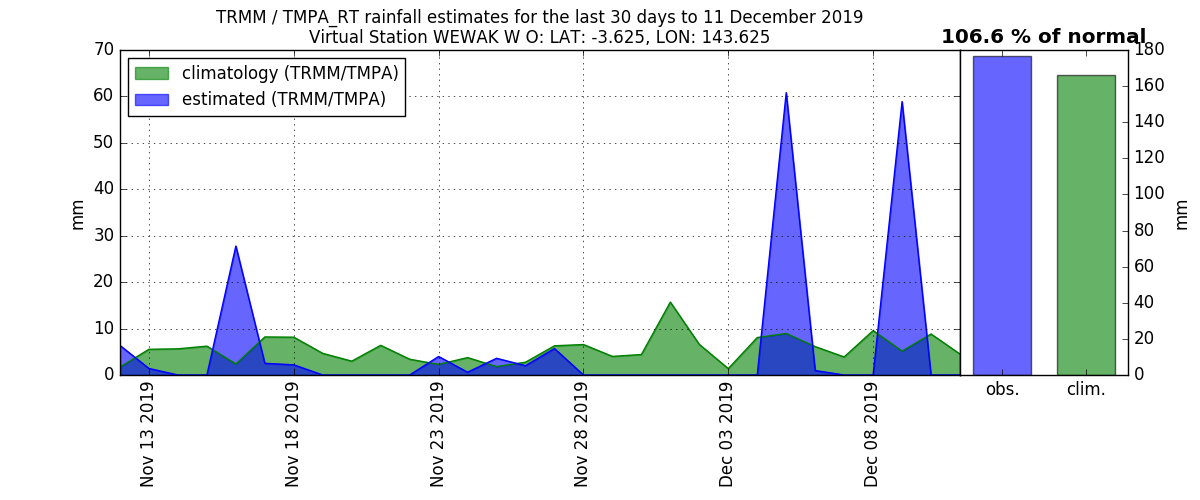 TRMM / TMPA_RT rainfall estimates for the last 30 days to 11 December 2019
Virtual Station WEWAK W O: LAT: -3.625, LON: 143.625
106.6 % of normal
climatology (TRMM/TMPA)
estimated (TRMM/TMPA)
mm
70
60
50
40
30
20
10
0
Nov 13 2019
Nov 18 2019
Nov 23 2019
Nov 28 2019
Dec 03 2019
Dec 08 2019
obs.
clim.
180
160
140
120
100
80
60
40
20
0
mm